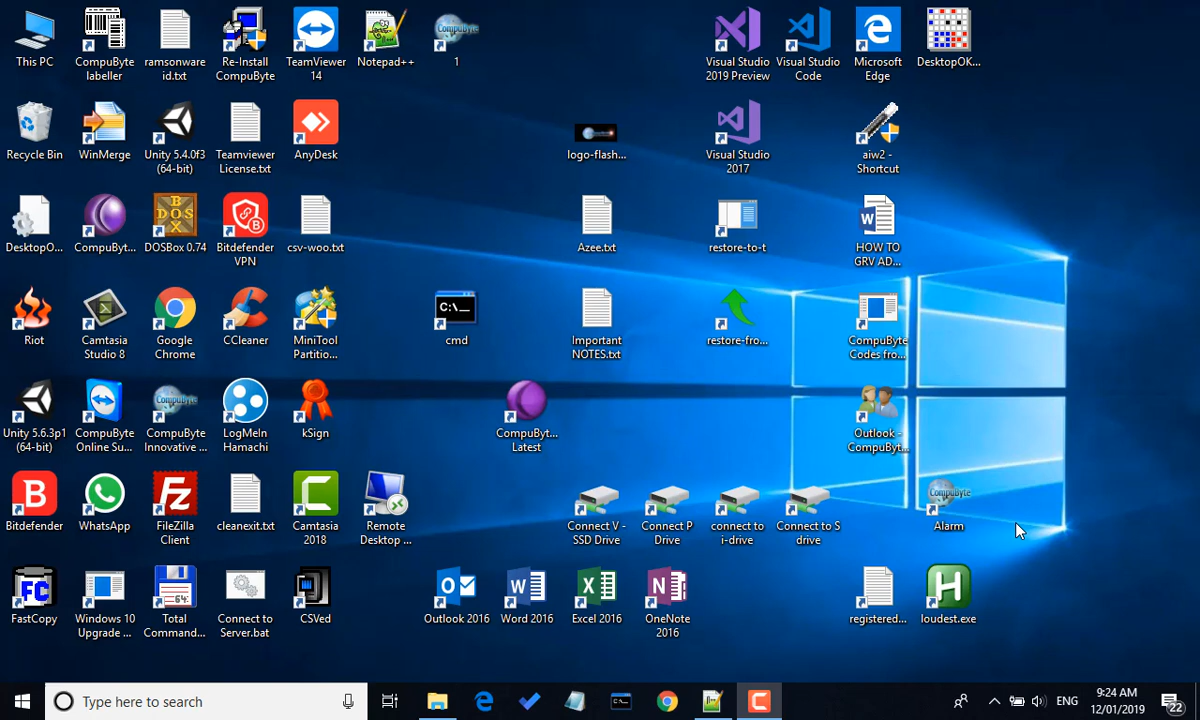 This PC
CompuByte
labeller
ramsonware
id.txt
Re-Install
CompuByte
TeamViewer
14
Notepad++
1
Visual Studio
2019 Preview
Visual Studio
Code
Microsoft
Edge
DesktopOK...
Recycle Bin
WinMerge
Unity 5.4.0f3
(64-bit)
Teamviewer
License.txt
AnyDesk
logo-flash...
Visual Studio
2017
aiw2 -
Shortcut
DesktopO...
CompuByt...
DOSBox 0.74
Bitdefender
VPN
csv-woo.txt
Azee.txt
restore-to-t
HOW TO
GRV AD...
Riot
Camtasia
Studio 8
Google
Chrome
CCleaner
MiniTool
Partitio...
cmd
Important
NOTES.txt
restore-fro...
CompuByte
Codes fro...
Unity 5.6.3p1
(64-bit)
CompuByte
Online Su...
CompuByte
Innovative ...
LogMeIn
Hamachi
kSign
CompuByt...
Latest
Outlook -
CompuByt...
Bitdefender
WhatsApp
FileZilla
Client
cleanexit.txt
Camtasia
2018
Remote
Desktop ...
Connect V -
SSD Drive
Connect P
Drive
connect to
i-drive
Connect to S
drive
Alarm
FastCopy
Windows 10
Upgrade ...
Total
Command...
Connect to
Server.bat
CSVed
Outlook 2016
Word 2016
Excel 2016
OneNote
2016
registered...
loudest.exe
Type here to search
ENG
9:24 AM
12/01/2019
22